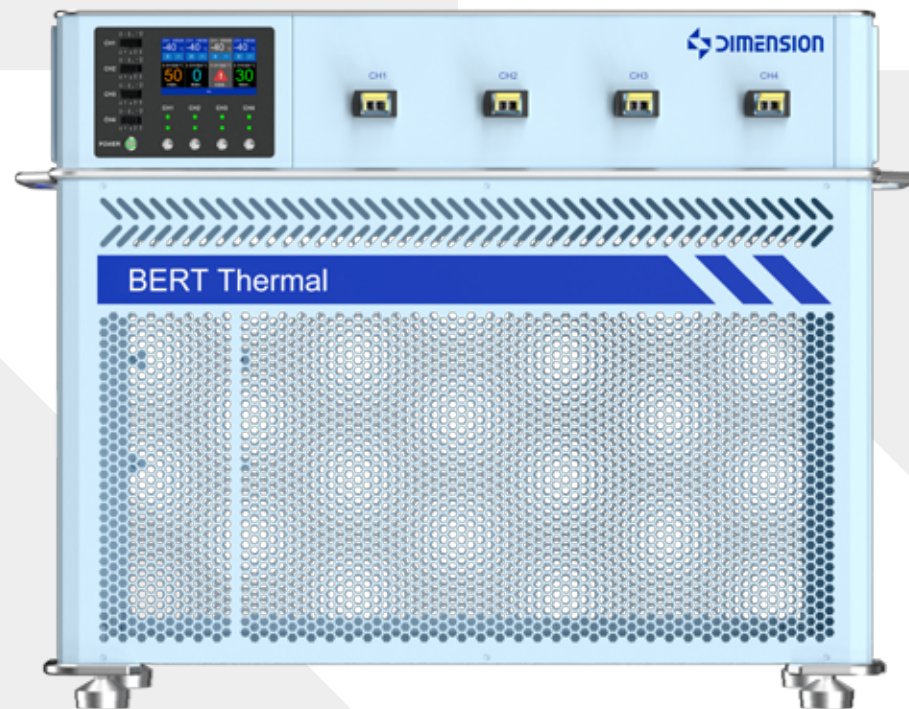 DIMENSION
CH1
CH2
CH3
CH4
-40 -40 -40 -40
50 0 30
CH1 CH2 CH3 CH4
POWER
CH1 CH2 CH3 CH4
BERT Thermal